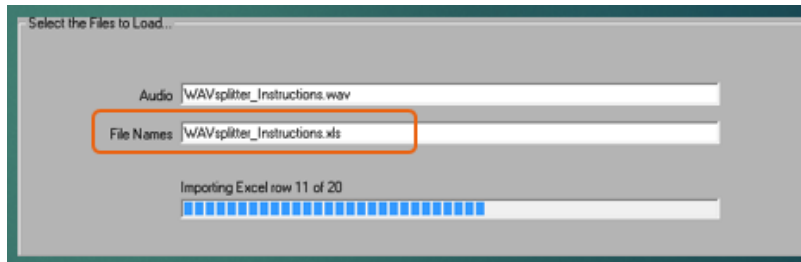 Select the Files to Load...
Audio WAVsplitter_Instructions.wav
File Names WAVsplitter_Instructions.xls
Importing Excel row 11 of 20